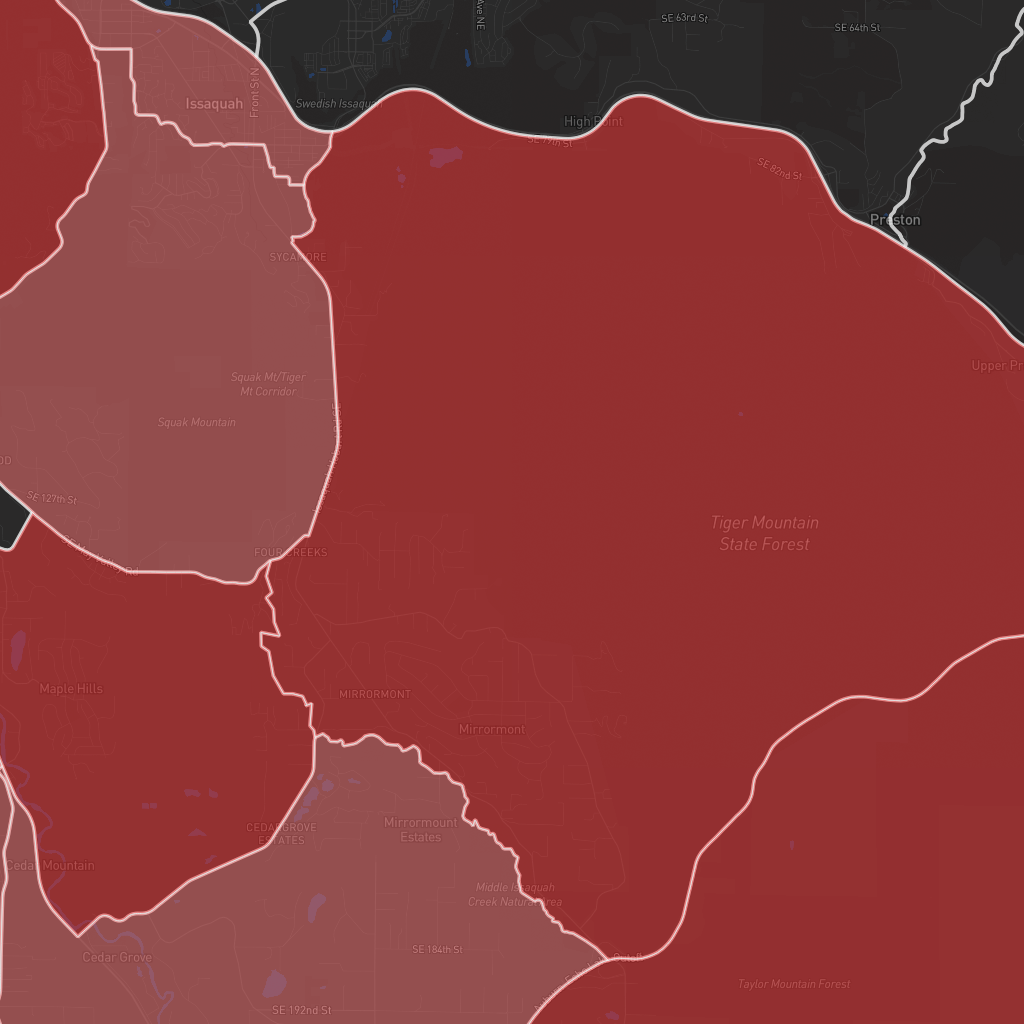 Ave NE
SE 63rd St
SE 64th St
Issaquah
Front St N
Swedish Issaquah
High Point
SE 79th St
SE 82nd St
Preston
SYCAMORE
Upper Pr
Squak Mt/Tiger
Mt Corridor
Squak Mountain
OD
SE 127th St
Tiger Mountain
State Forest
FOUR CREEKS
Maple Hills
MIRRORMONT
Mirrormont
CEDARGROVE
ESTATES
Mirrormount
Estates
Cedar Mountain
Middle Issaquah
Creek Natural Area
SE 184th St
Cedar Grove
Taylor Mountain Forest
SE 192nd St